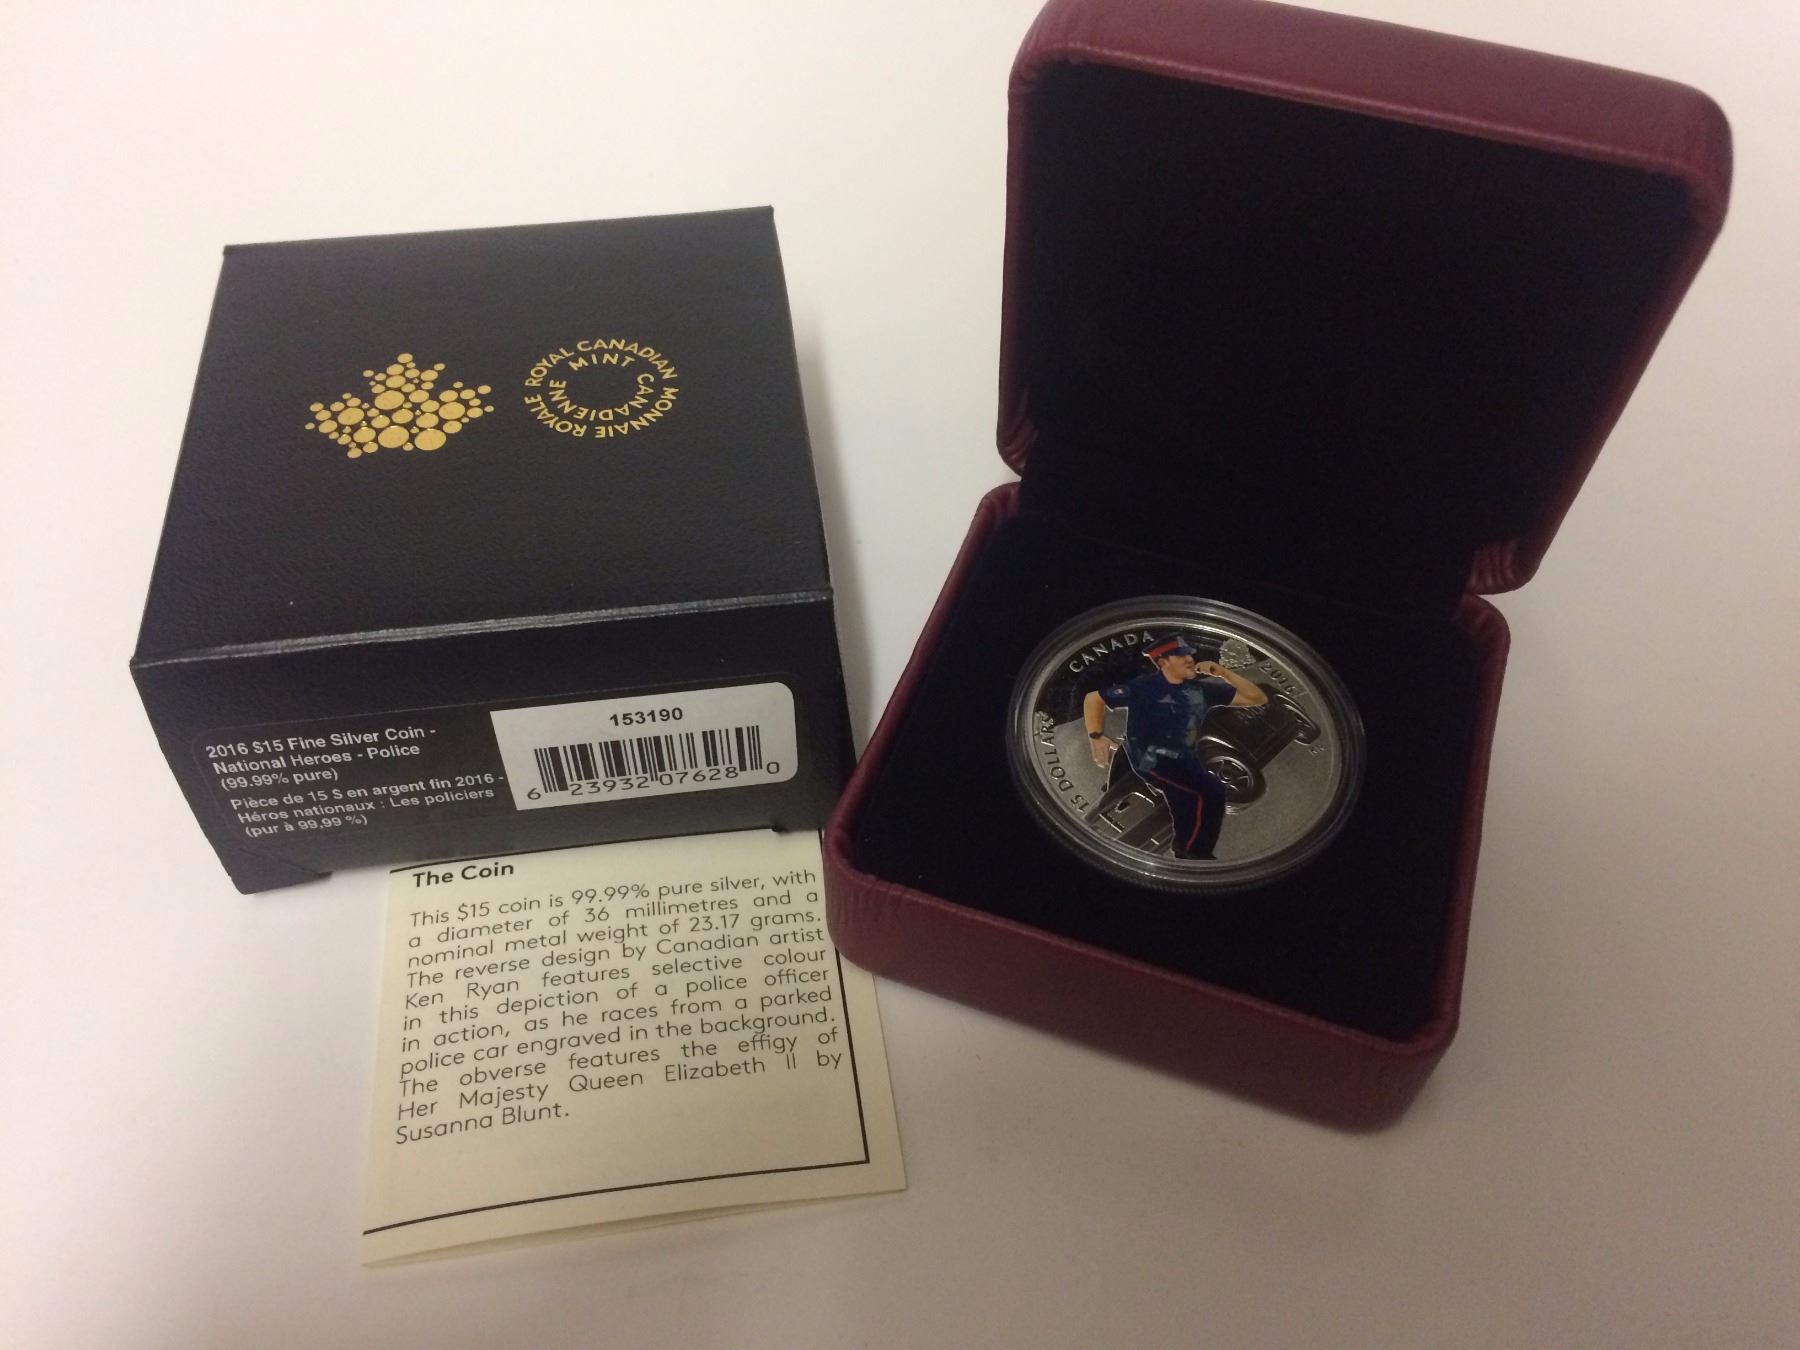 ROYAL CANADIAN MINT
MONNAIE ROYALE CANADIENNE
2016 $15 Fine Silver Coin -
National Heroes - Police
(99.99% pure)
Pièce de 15 $ en argent fin 2016 -
Héros nationaux : Les policiers
(pur à 99,99 %)
153190
6 23932 07628 0
The Coin
This $15 coin is 99.99% pure silver, with
a diameter of 36 millimetres and a
nominal metal weight of 23.17 grams.
The reverse design by Canadian artist
Ken Ryan features selective colour
in this depiction of a police officer
in action, as he races from a parked
police car engraved in the background.
The obverse features the effigy of
Her Majesty Queen Elizabeth II by
Susanna Blunt.
CANADA
2016
15 DOLLARS